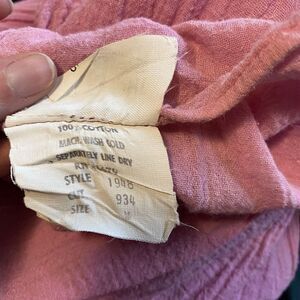 100% COTTON
MACH. WASH COLD
SEPARATELY LINE DRY
STYLE 1948
CUT 934
SIZE